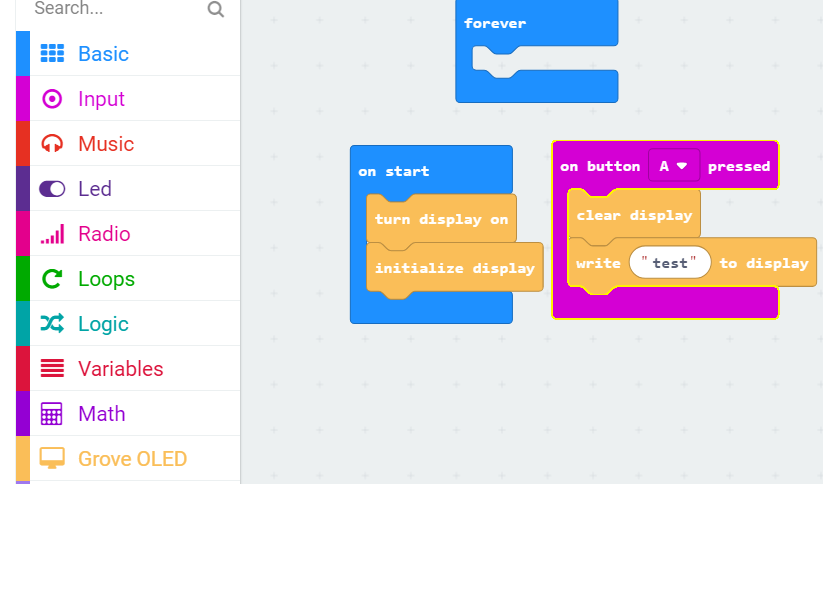 Search...
Basic
Input
Music
Led
Radio
Loops
Logic
Variables
Math
Grove OLED
forever
on start
turn display on
initialize display
on button A pressed
clear display
write "test" to display